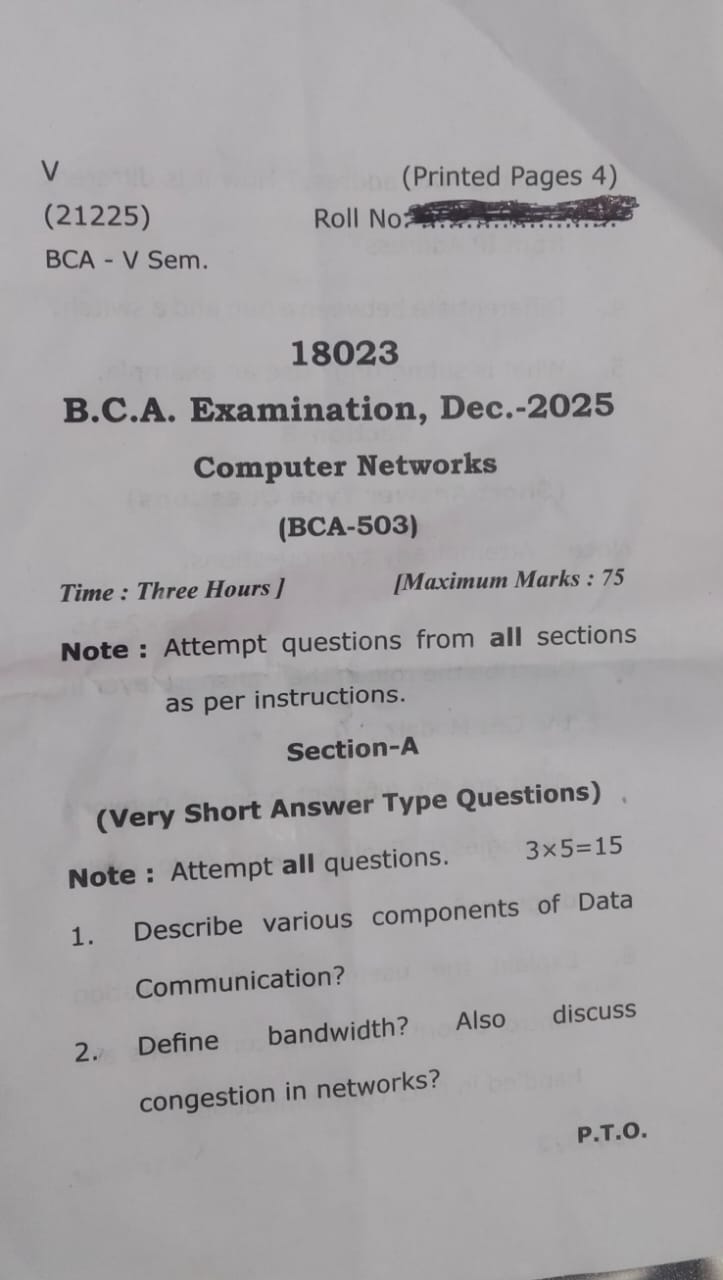 V
(Printed Pages 4)
(21225)
Roll No.
BCA - V Sem.
18023
B.C.A. Examination, Dec.-2025
Computer Networks
(BCA-503)
Time : Three Hours ]
[Maximum Marks : 75
Note : Attempt questions from all sections
as per instructions.
Section-A
(Very Short Answer Type Questions)
Note : Attempt all questions. 3×5=15
1. Describe various components of Data
Communication?
2. Define bandwidth? Also discuss
congestion in networks?
P.T.O.